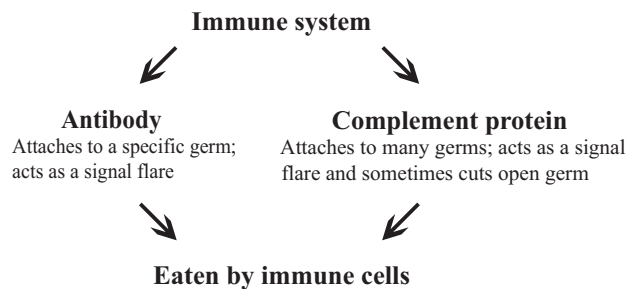 Immune system
Antibody
Attaches to a specific germ;
acts as a signal flare
Complement protein
Attaches to many germs; acts as a signal
flare and sometimes cuts open germ
Eaten by immune cells